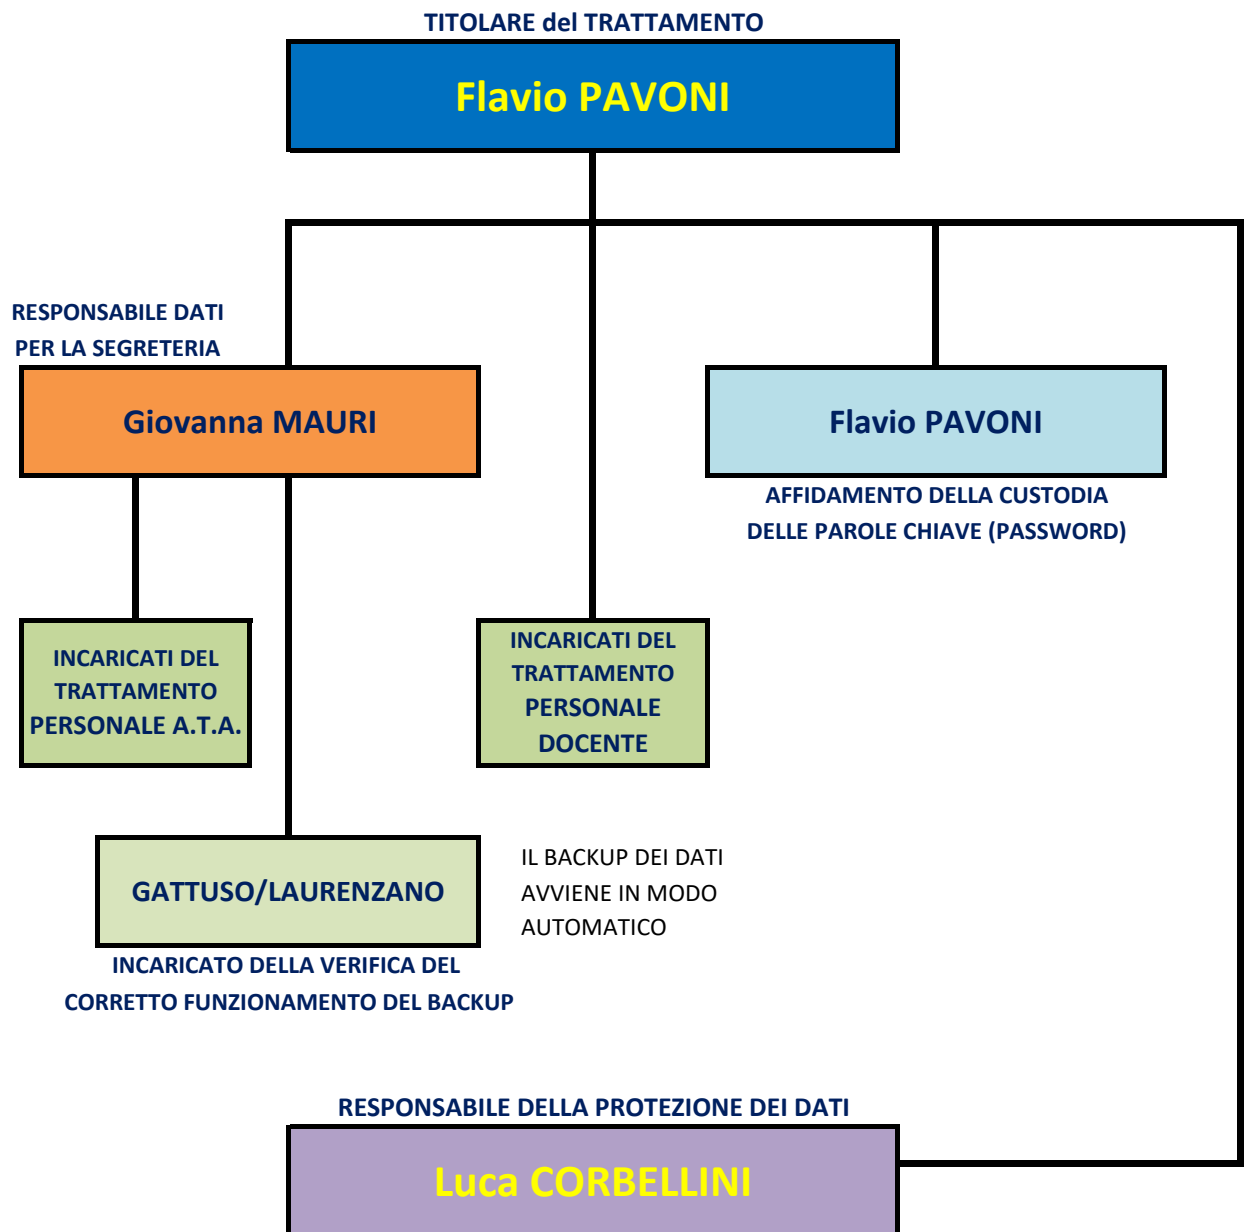 TITOLARE del TRATTAMENTO
Flavio PAVONI
RESPONSABILE DATI
PER LA SEGRETERIA
Giovanna MAURI
Flavio PAVONI
AFFIDAMENTO DELLA CUSTODIA
DELLE PAROLE CHIAVE (PASSWORD)
INCARICATI DEL
TRATTAMENTO
PERSONALE A.T.A.
INCARICATI DEL
TRATTAMENTO
PERSONALE
DOCENTE
GATTUSO/LAURENZANO
IL BACKUP DEI DATI
AVVIENE IN MODO
AUTOMATICO
INCARICATO DELLA VERIFICA DEL
CORRETTO FUNZIONAMENTO DEL BACKUP
RESPONSABILE DELLA PROTEZIONE DEI DATI
Luca CORBELLINI